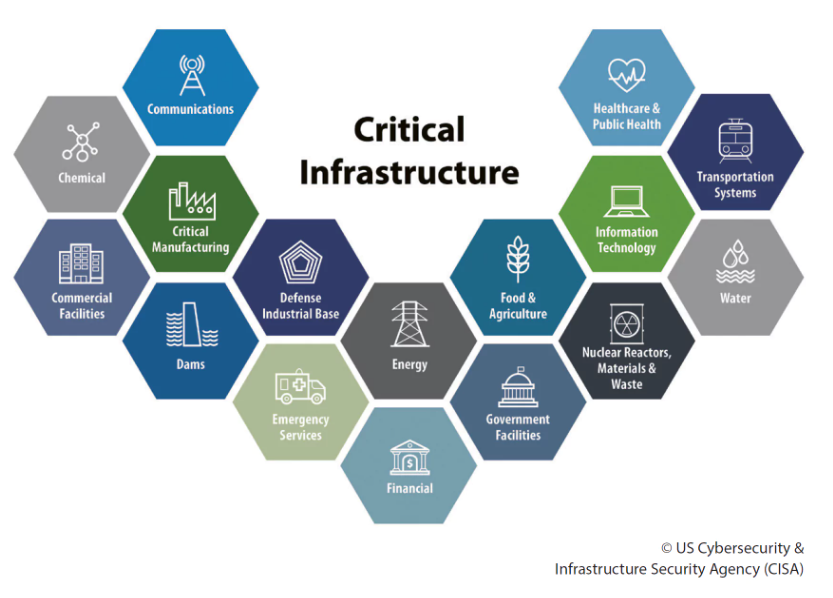 Critical
Infrastructure
Communications
Healthcare &
Public Health
Chemical
Transportation
Systems
Critical
Manufacturing
Information
Technology
Commercial
Facilities
Defense
Industrial Base
Food &
Agriculture
Water
Dams
Energy
Nuclear Reactors,
Materials &
Waste
Emergency
Services
Government
Facilities
$
Financial
© US Cybersecurity &
Infrastructure Security Agency (CISA)